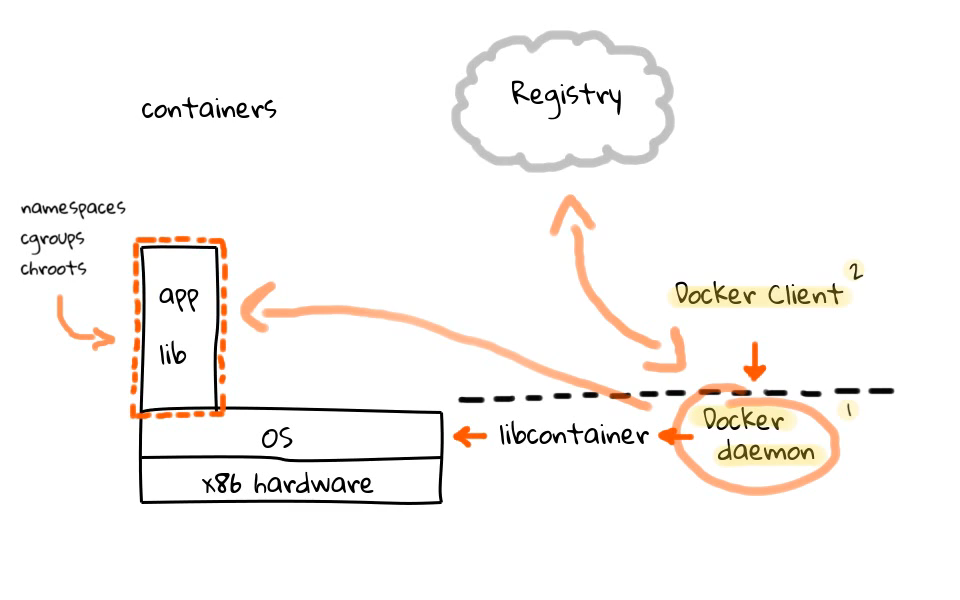 Registry
containers
namespaces
cgroups
chroots
app
lib
Docker Client 2
Docker 1
daemon
libcontainer
OS
x86 hardware